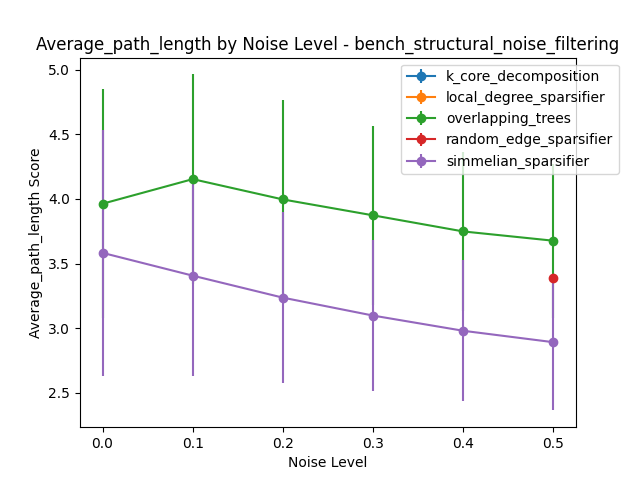 Average_path_length by Noise Level - bench_structural_noise_filtering
k_core_decomposition
local_degree_sparsifier
overlapping_trees
random_edge_sparsifier
simmelian_sparsifier
Average_path_length Score
5.0
4.5
4.0
3.5
3.0
2.5
0.0 0.1 0.2 0.3 0.4 0.5
Noise Level